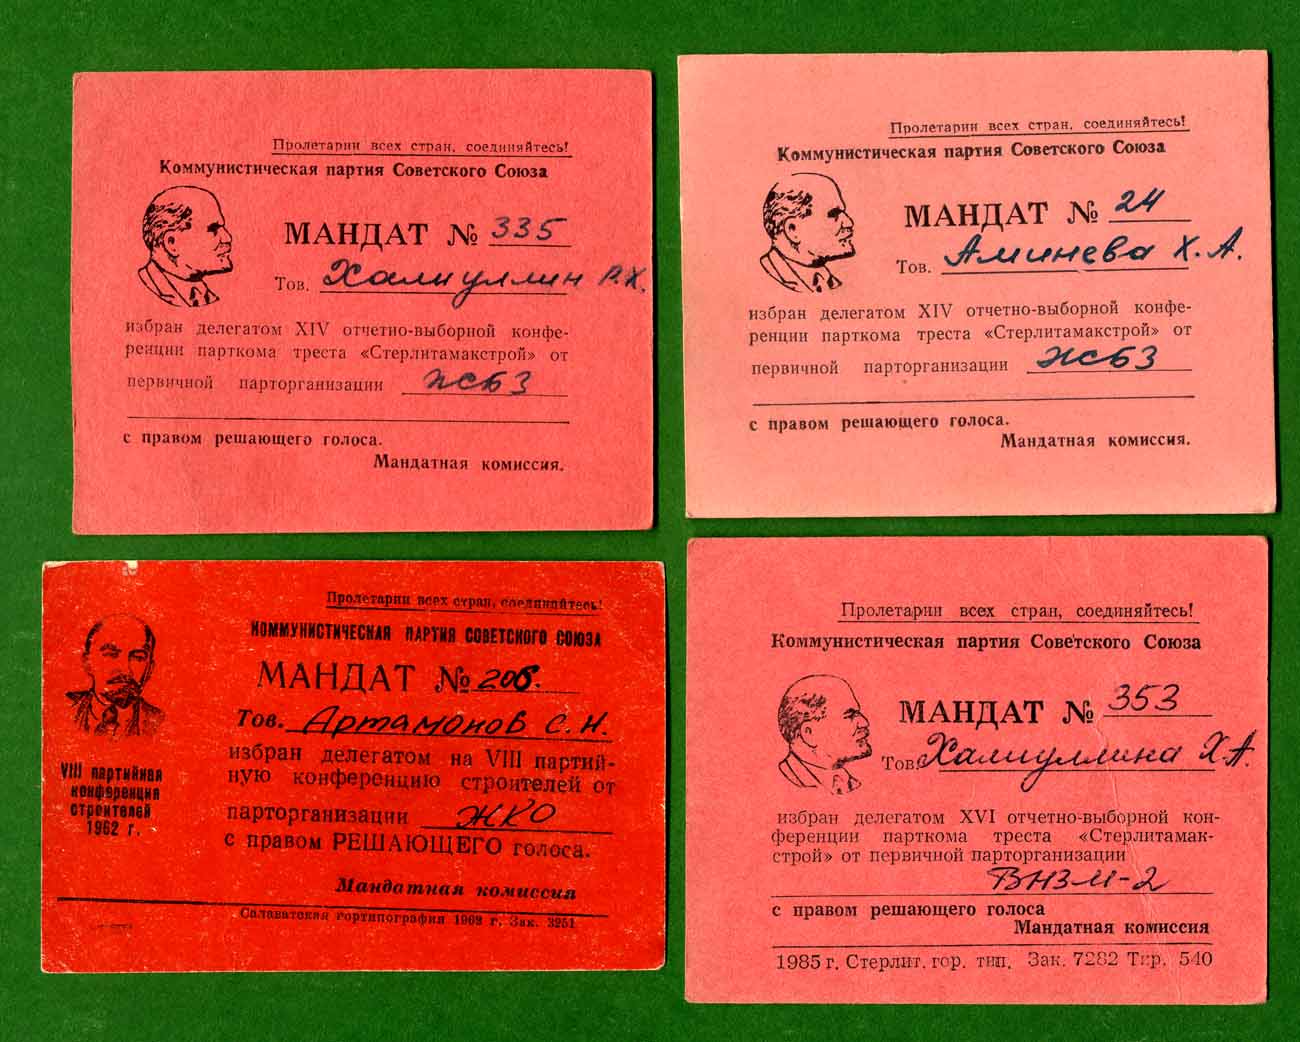 Пролетарии всех стран, соединяйтесь!
Коммунистическая партия Советского Союза
МАНДАТ № 335
Тов. Халиуллин Р.Х.
избран делегатом XIV отчетно-выборной конфе-
ренции парткома треста «Стерлитамакстрой» от
первичной парторганизации ЖБЗ
с правом решающего голоса.
Мандатная комиссия.
Пролетарии всех стран, соединяйтесь!
Коммунистическая партия Советского Союза
МАНДАТ № 24
Тов. Аминева Х.А.
избран делегатом XIV отчетно-выборной конфе-
ренции парткома треста «Стерлитамакстрой» от
первичной парторганизации ЖБЗ
с правом решающего голоса.
Мандатная комиссия.
Пролетарии всех стран, соединяйтесь!
КОММУНИСТИЧЕСКАЯ ПАРТИЯ СОВЕТСКОГО СОЮЗА
МАНДАТ № 206.
Тов. Артамонов С.Н.
избран делегатом на VIII партий-
ную конференцию строителей от
парторганизации ЖКО
с правом РЕШАЮЩЕГО голоса.
Мандатная комиссия
VIII партийная
конференция
строителей
1962 г.
Салаватская гортипография 1962 г. Зак. 3251
Пролетарии всех стран, соединяйтесь!
Коммунистическая партия Советского Союза
МАНДАТ № 353
Тов. Халиуллина Х.А.
избран делегатом XVI отчетно-выборной кон-
ференции парткома треста «Стерлитамак-
строй» от первичной парторганизации
ВНЗМ-2
с правом решающего голоса
Мандатная комиссия
1985 г. Стерлит. гор. тип. Зак. 7282 Тир. 540